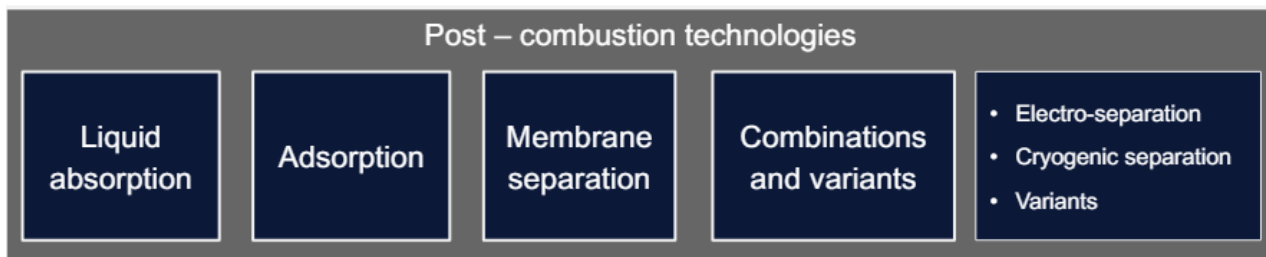 Post – combustion technologies
Liquid
absorption
Adsorption
Membrane
separation
Combinations
and variants
• Electro-separation
• Cryogenic separation
• Variants